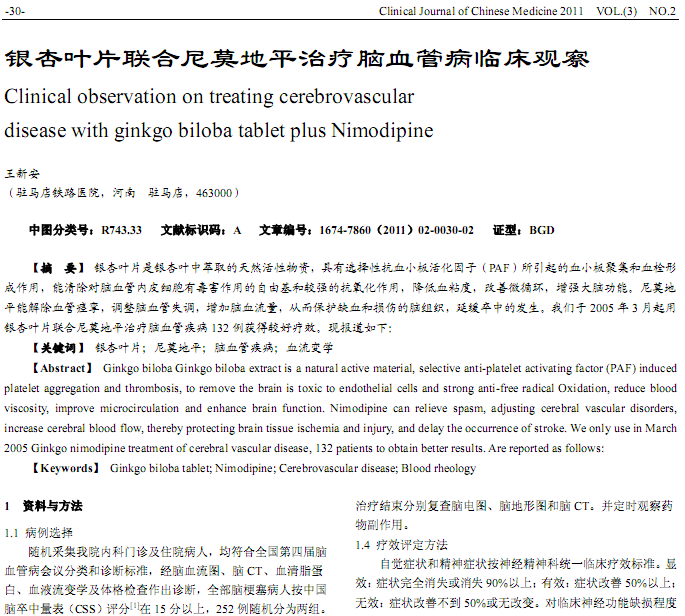 -30-
Clinical Journal of Chinese Medicine 2011 VOL.(3) NO.2
银杏叶片联合尼莫地平治疗脑血管病临床观察
Clinical observation on treating cerebrovascular
disease with ginkgo biloba tablet plus Nimodipine
王新安
（驻马店铁路医院，河南 驻马店，463000）
中图分类号：R743.33 文献标识码：A 文章编号：1674-7860（2011）02-0030-02 证型：BGD
【摘 要】 银杏叶片是银杏叶中萃取的天然活性物资，具有选择性抗血小板活化因子（PAF）所引起的血小板聚集和血栓形
成作用，能清除对脑血管内皮细胞有毒害作用的自由基和较强的抗氧化作用，降低血粘度，改善微循环，增强大脑功能。尼莫地
平能解除血管痉挛，调整脑血管失调，增加脑血流量，从而保护缺血和损伤的脑组织，延缓卒中的发生。我们于 2005 年 3 月起用
银杏叶片联合尼莫地平治疗脑血管疾病 132 例获得较好疗效。现报道如下：
【关键词】 银杏叶片；尼莫地平；脑血管疾病；血流变学
【Abstract】 Ginkgo biloba Ginkgo biloba extract is a natural active material, selective anti-platelet activating factor (PAF) induced
platelet aggregation and thrombosis, to remove the brain is toxic to endothelial cells and strong anti-free radical Oxidation, reduce blood
viscosity, improve microcirculation and enhance brain function. Nimodipine can relieve spasm, adjusting cerebral vascular disorders,
increase cerebral blood flow, thereby protecting brain tissue ischemia and injury, and delay the occurrence of stroke. We only use in March
2005 Ginkgo nimodipine treatment of cerebral vascular disease, 132 patients to obtain better results. Are reported as follows:
【Keywords】 Ginkgo biloba tablet; Nimodipine; Cerebrovascular disease; Blood rheology
1 资料与方法
1.1 病例选择
随机采集我院内科门诊及住院病人，均符合全国第四届脑
血管病会议分类和诊断标准，经脑血流图、脑 CT、血清脂蛋
白、血液流变学及体格检查作出诊断，全部脑梗塞病人按中国
脑卒中量表（CSS）评分[1]在 15 分以上，252 例随机分为两组。
治疗结束分别复查脑电图、脑地形图和脑 CT。并定时观察药
物副作用。
1.4 疗效评定方法
自觉症状和精神症状按神经精神科统一临床疗效标准。显
效：症状完全消失或消失 90%以上；有效：症状改善 50%以上；
无效：症状改善不到 50%或无改变。对临床神经功能缺损程度